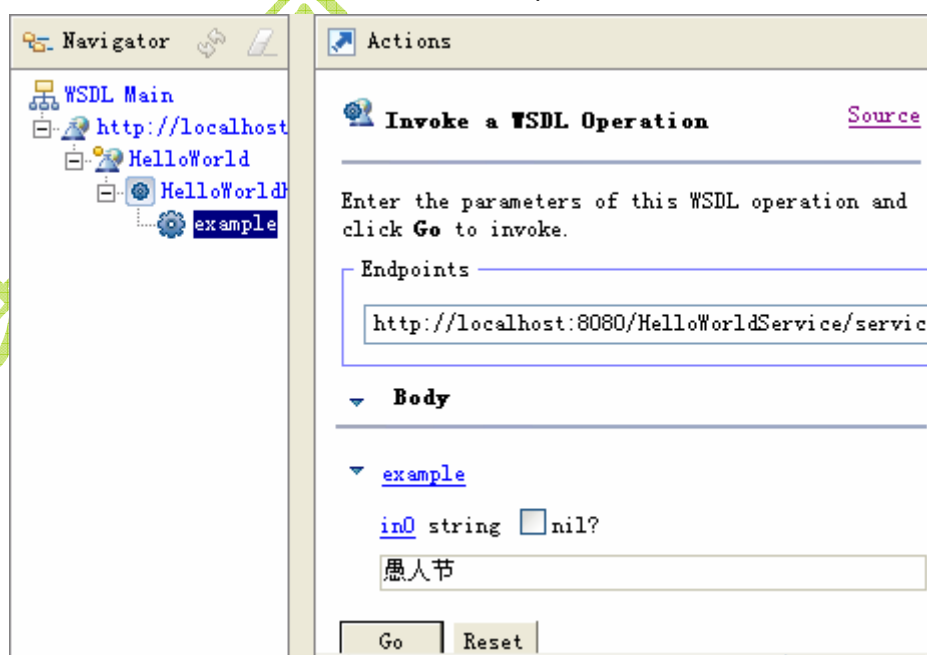 Navigator
WSDL Main
http://localhost
HelloWorld
HelloWorld
example
Actions
Invoke a WSDL Operation
Source
Enter the parameters of this WSDL operation and
click Go to invoke.
Endpoints
http://localhost:8080/HelloWorldService/servic
Body
example
in0 string nil?
愚人节
Go Reset